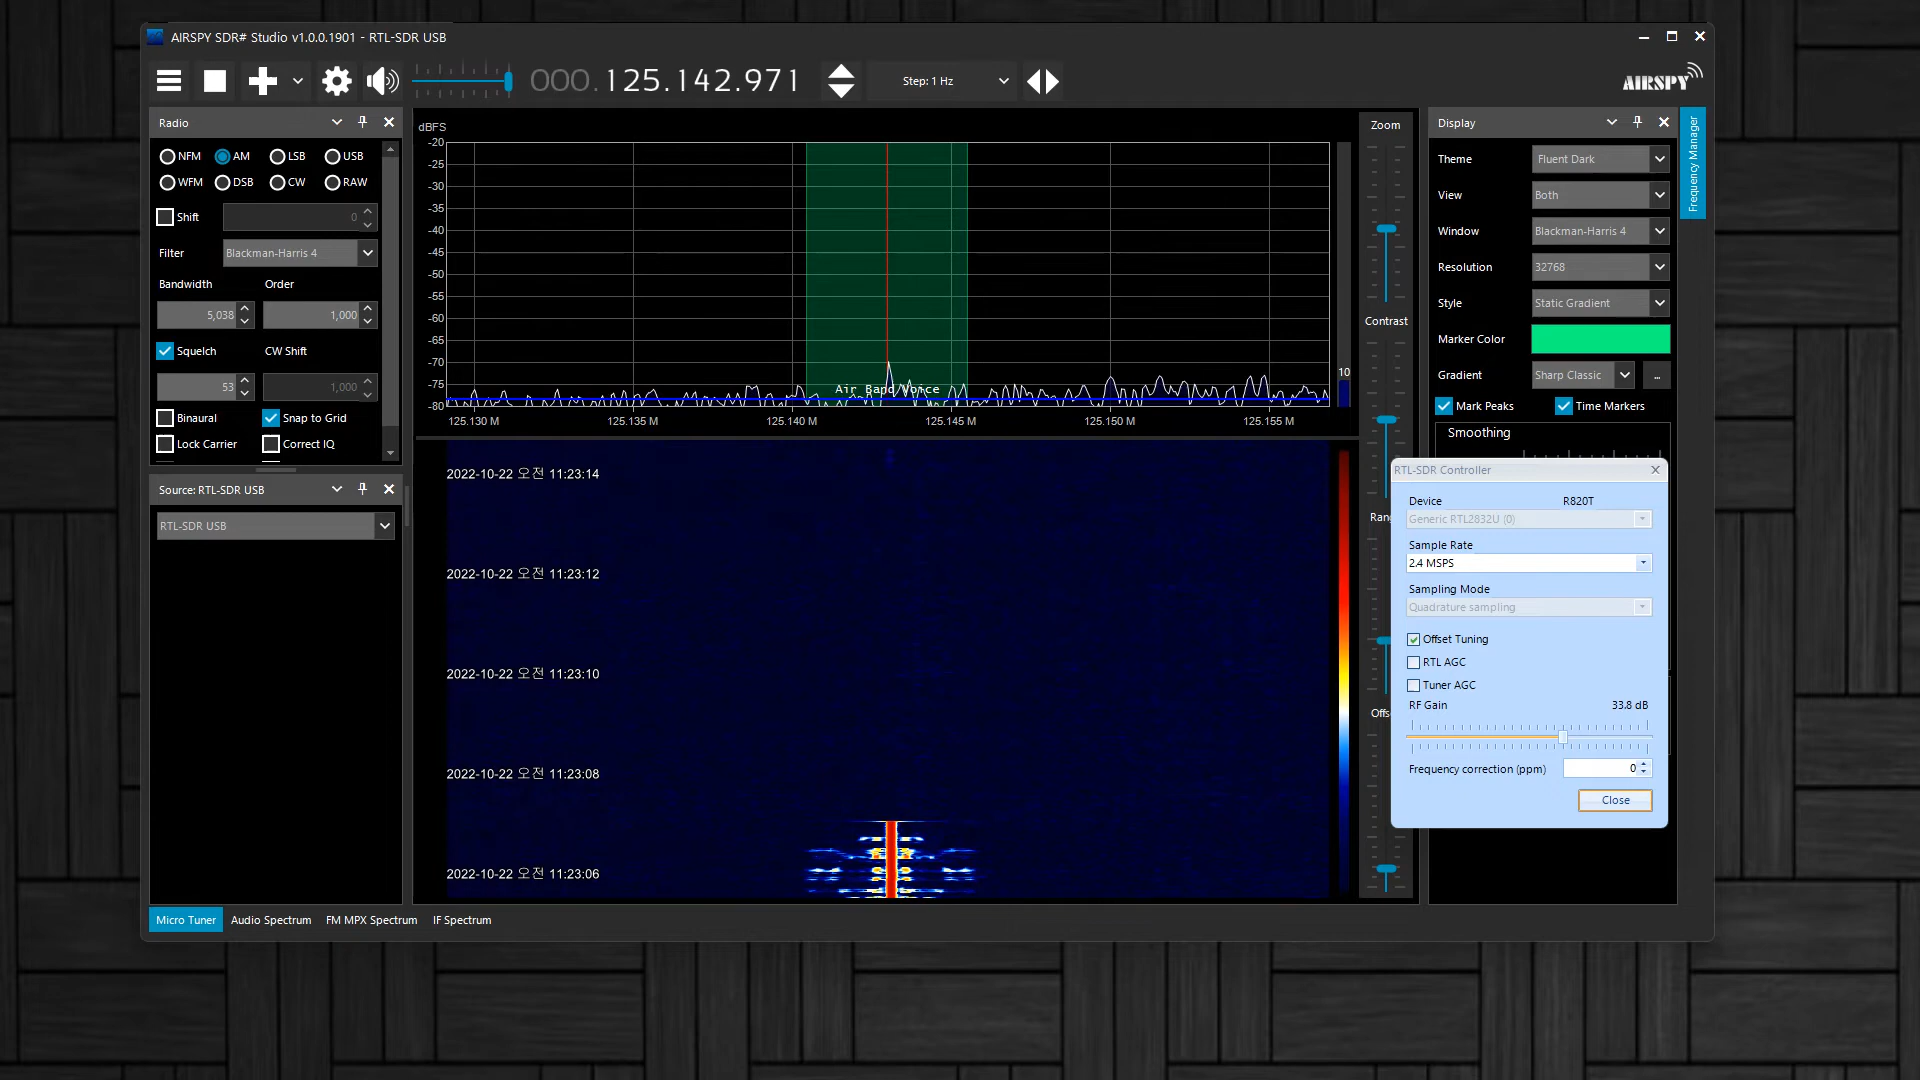 AIRSPY SDR# Studio v1.0.0.1901 - RTL-SDR USB
000.125.142.971
Step: 1 Hz
AIRSPY
Radio
NFM AM LSB USB
WFM DSB CW RAW
Shift 0
Filter Blackman-Harris 4
Bandwidth Order
5,038 1,000
Squelch CW Shift
53 1,000
Binaural Snap to Grid
Lock Carrier Correct IQ
Source: RTL-SDR USB
RTL-SDR USB
dBFS
-20
-25
-30
-35
-40
-45
-50
-55
-60
-65
-70
-75
-80
Air Band Voice
10
125.130 M 125.135 M 125.140 M 125.145 M 125.150 M 125.155 M
2022-10-22 오전 11:23:14
2022-10-22 오전 11:23:12
2022-10-22 오전 11:23:10
2022-10-22 오전 11:23:08
2022-10-22 오전 11:23:06
Zoom
Contrast
Rang
Offs
Display
Theme Fluent Dark
View Both
Window Blackman-Harris 4
Resolution 32768
Style Static Gradient
Marker Color
Gradient Sharp Classic ...
Mark Peaks Time Markers
Smoothing
Frequency Manager
RTL-SDR Controller
Device R820T
Generic RTL2832U (0)
Sample Rate
2.4 MSPS
Sampling Mode
Quadrature sampling
Offset Tuning
RTL AGC
Tuner AGC
RF Gain 33.8 dB
Frequency correction (ppm) 0
Close
Micro Tuner Audio Spectrum FM MPX Spectrum IF Spectrum